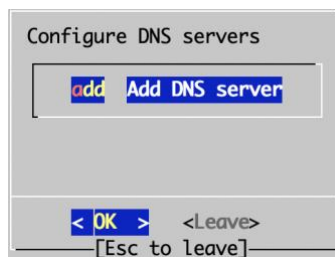 Configure DNS servers
add Add DNS server
< OK > <Leave>
[Esc to leave]